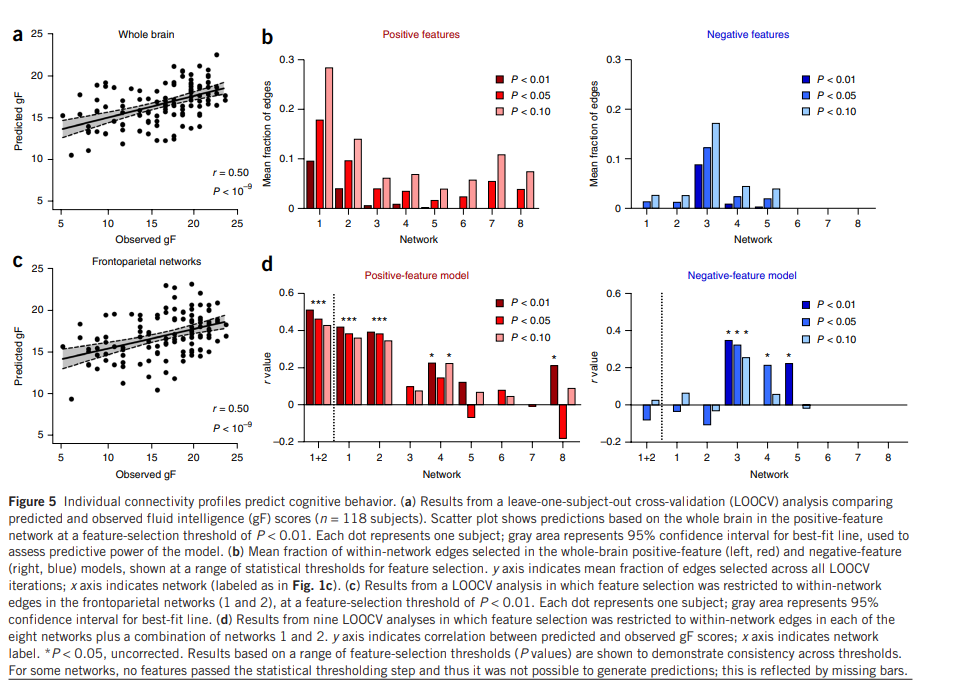 a
Whole brain
25
20
15
10
5
Predicted gF
r = 0.50
P < 10⁻⁹
5 10 15 20 25
Observed gF
b
Positive features
0.3
0.2
0.1
0
Mean fraction of edges
P < 0.01
P < 0.05
P < 0.10
1 2 3 4 5 6 7 8
Network
Negative features
0.3
0.2
0.1
0
Mean fraction of edges
P < 0.01
P < 0.05
P < 0.10
1 2 3 4 5 6 7 8
Network
c
Frontoparietal networks
25
20
15
10
5
Predicted gF
r = 0.50
P < 10⁻⁹
5 10 15 20 25
Observed gF
d
Positive-feature model
0.6
0.4
0.2
0
−0.2
r value
*** *** *** * * *
P < 0.01
P < 0.05
P < 0.10
1+2 1 2 3 4 5 6 7 8
Network
Negative-feature model
0.6
0.4
0.2
0
−0.2
r value
* * * * *
P < 0.01
P < 0.05
P < 0.10
1+2 1 2 3 4 5 6 7 8
Network
Figure 5 Individual connectivity profiles predict cognitive behavior. (a) Results from a leave-one-subject-out cross-validation (LOOCV) analysis comparing
predicted and observed fluid intelligence (gF) scores (n = 118 subjects). Scatter plot shows predictions based on the whole brain in the positive-feature
network at a feature-selection threshold of P < 0.01. Each dot represents one subject; gray area represents 95% confidence interval for best-fit line, used to
assess predictive power of the model. (b) Mean fraction of within-network edges selected in the whole-brain positive-feature (left, red) and negative-feature
(right, blue) models, shown at a range of statistical thresholds for feature selection. y axis indicates mean fraction of edges selected across all LOOCV
iterations; x axis indicates network (labeled as in Fig. 1c). (c) Results from a LOOCV analysis in which feature selection was restricted to within-network
edges in the frontoparietal networks (1 and 2), at a feature-selection threshold of P < 0.01. Each dot represents one subject; gray area represents 95%
confidence interval for best-fit line. (d) Results from nine LOOCV analyses in which feature selection was restricted to within-network edges in each of the
eight networks plus a combination of networks 1 and 2. y axis indicates correlation between predicted and observed gF scores; x axis indicates network
label. *P < 0.05, uncorrected. Results based on a range of feature-selection thresholds (P values) are shown to demonstrate consistency across thresholds.
For some networks, no features passed the statistical thresholding step and thus it was not possible to generate predictions; this is reflected by missing bars.